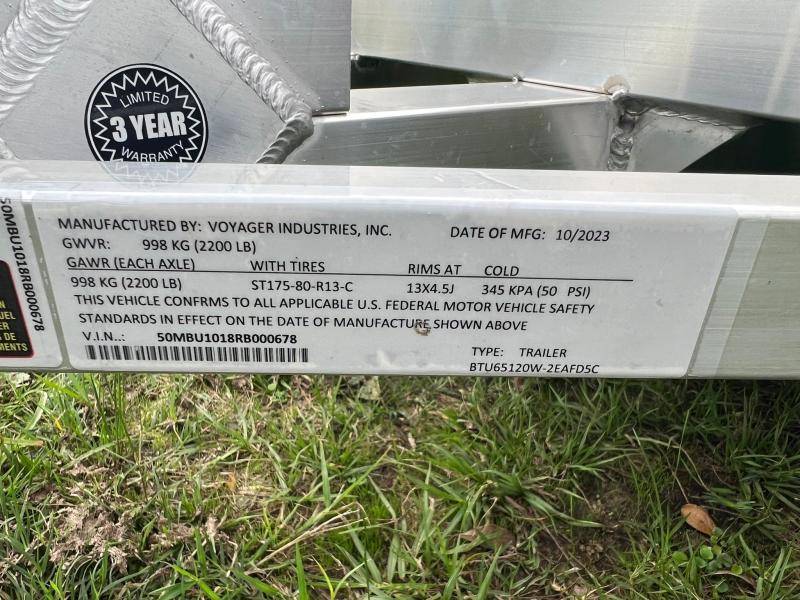 LIMITED
3 YEAR
WARRANTY
50MBU1018RB000678
MANUFACTURED BY: VOYAGER INDUSTRIES, INC. DATE OF MFG: 10/2023
GWVR: 998 KG (2200 LB)
GAWR (EACH AXLE) WITH TIRES RIMS AT COLD
998 KG (2200 LB) ST175-80-R13-C 13X4.5J 345 KPA (50 PSI)
THIS VEHICLE CONFRMS TO ALL APPLICABLE U.S. FEDERAL MOTOR VEHICLE SAFETY
STANDARDS IN EFFECT ON THE DATE OF MANUFACTURE SHOWN ABOVE
V.I.N..: 50MBU1018RB000678
TYPE: TRAILER
BTU65120W-2EAFD5C